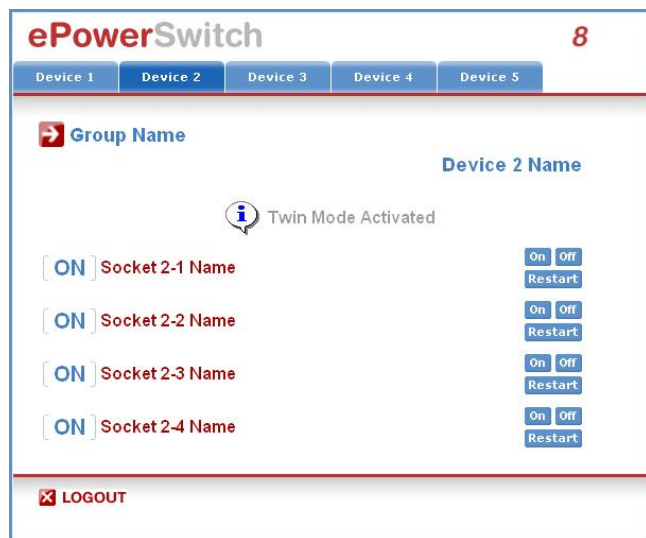 ePowerSwitch 8
Device 1 Device 2 Device 3 Device 4 Device 5
Group Name
Device 2 Name
i Twin Mode Activated
ON Socket 2-1 Name On Off
Restart
ON Socket 2-2 Name On Off
Restart
ON Socket 2-3 Name On Off
Restart
ON Socket 2-4 Name On Off
Restart
LOGOUT